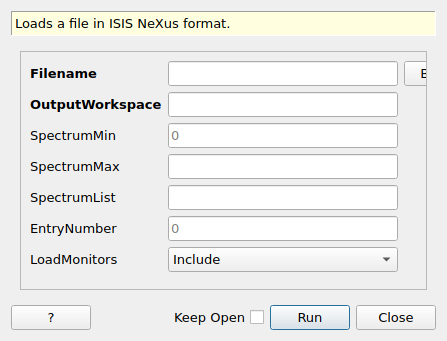 Loads a file in ISIS NeXus format.
Filename
OutputWorkspace
SpectrumMin 0
SpectrumMax
SpectrumList
EntryNumber 0
LoadMonitors Include
? Keep Open Run Close